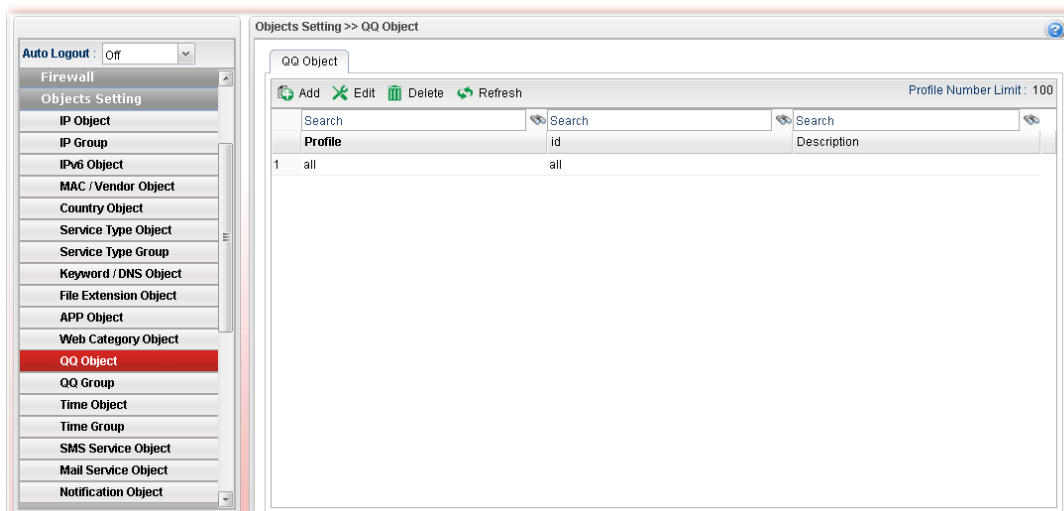 Objects Setting >> QQ Object
Auto Logout : Off
Firewall
Objects Setting
IP Object
IP Group
IPv6 Object
MAC / Vendor Object
Country Object
Service Type Object
Service Type Group
Keyword / DNS Object
File Extension Object
APP Object
Web Category Object
QQ Object
QQ Group
Time Object
Time Group
SMS Service Object
Mail Service Object
Notification Object
QQ Object
Add Edit Delete Refresh Profile Number Limit : 100
Search Search Search
Profile id Description
1 all all